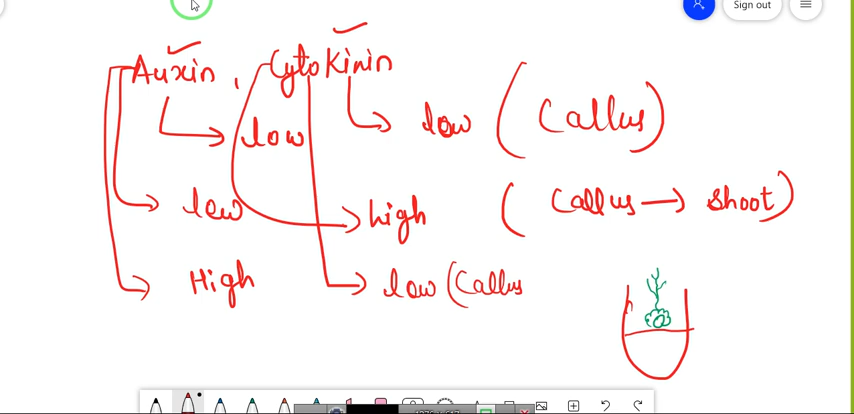 Sign out
Auxin, Cytokinin
low low (Callus)
low high (Callus → shoot)
High low (Callus